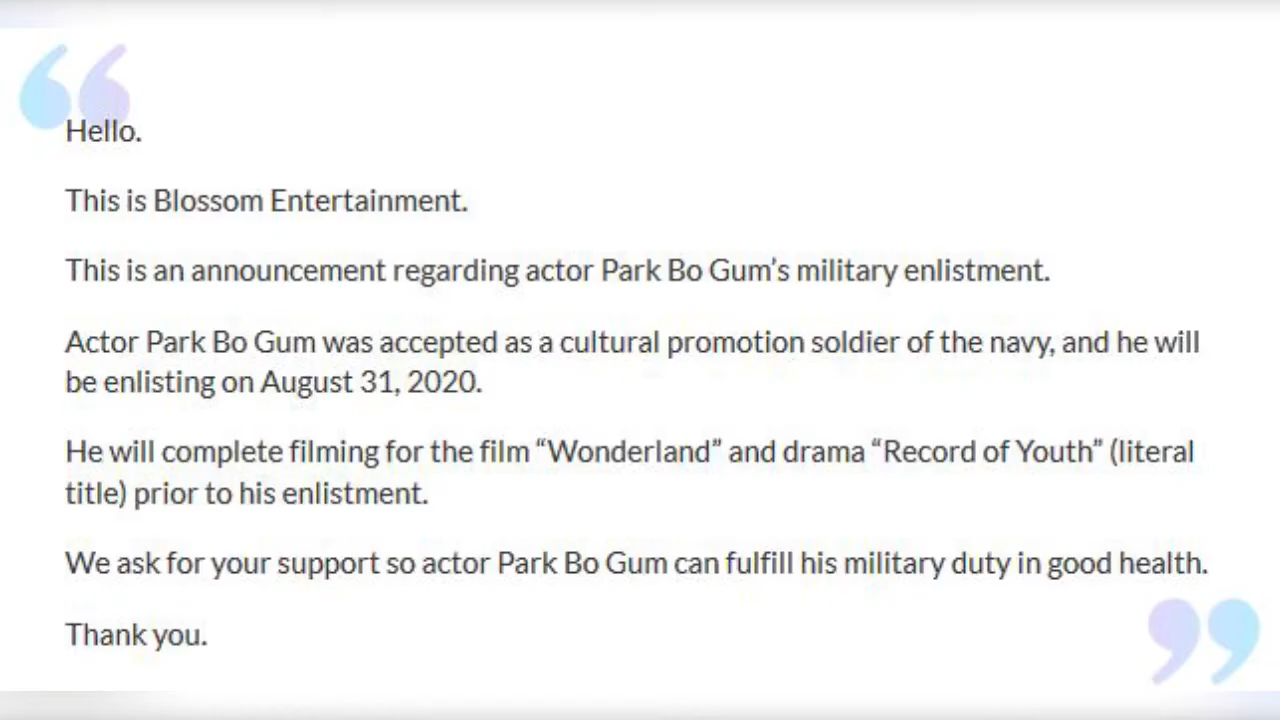 Hello.
This is Blossom Entertainment.
This is an announcement regarding actor Park Bo Gum’s military enlistment.
Actor Park Bo Gum was accepted as a cultural promotion soldier of the navy, and he will
be enlisting on August 31, 2020.
He will complete filming for the film “Wonderland” and drama “Record of Youth” (literal
title) prior to his enlistment.
We ask for your support so actor Park Bo Gum can fulfill his military duty in good health.
Thank you.